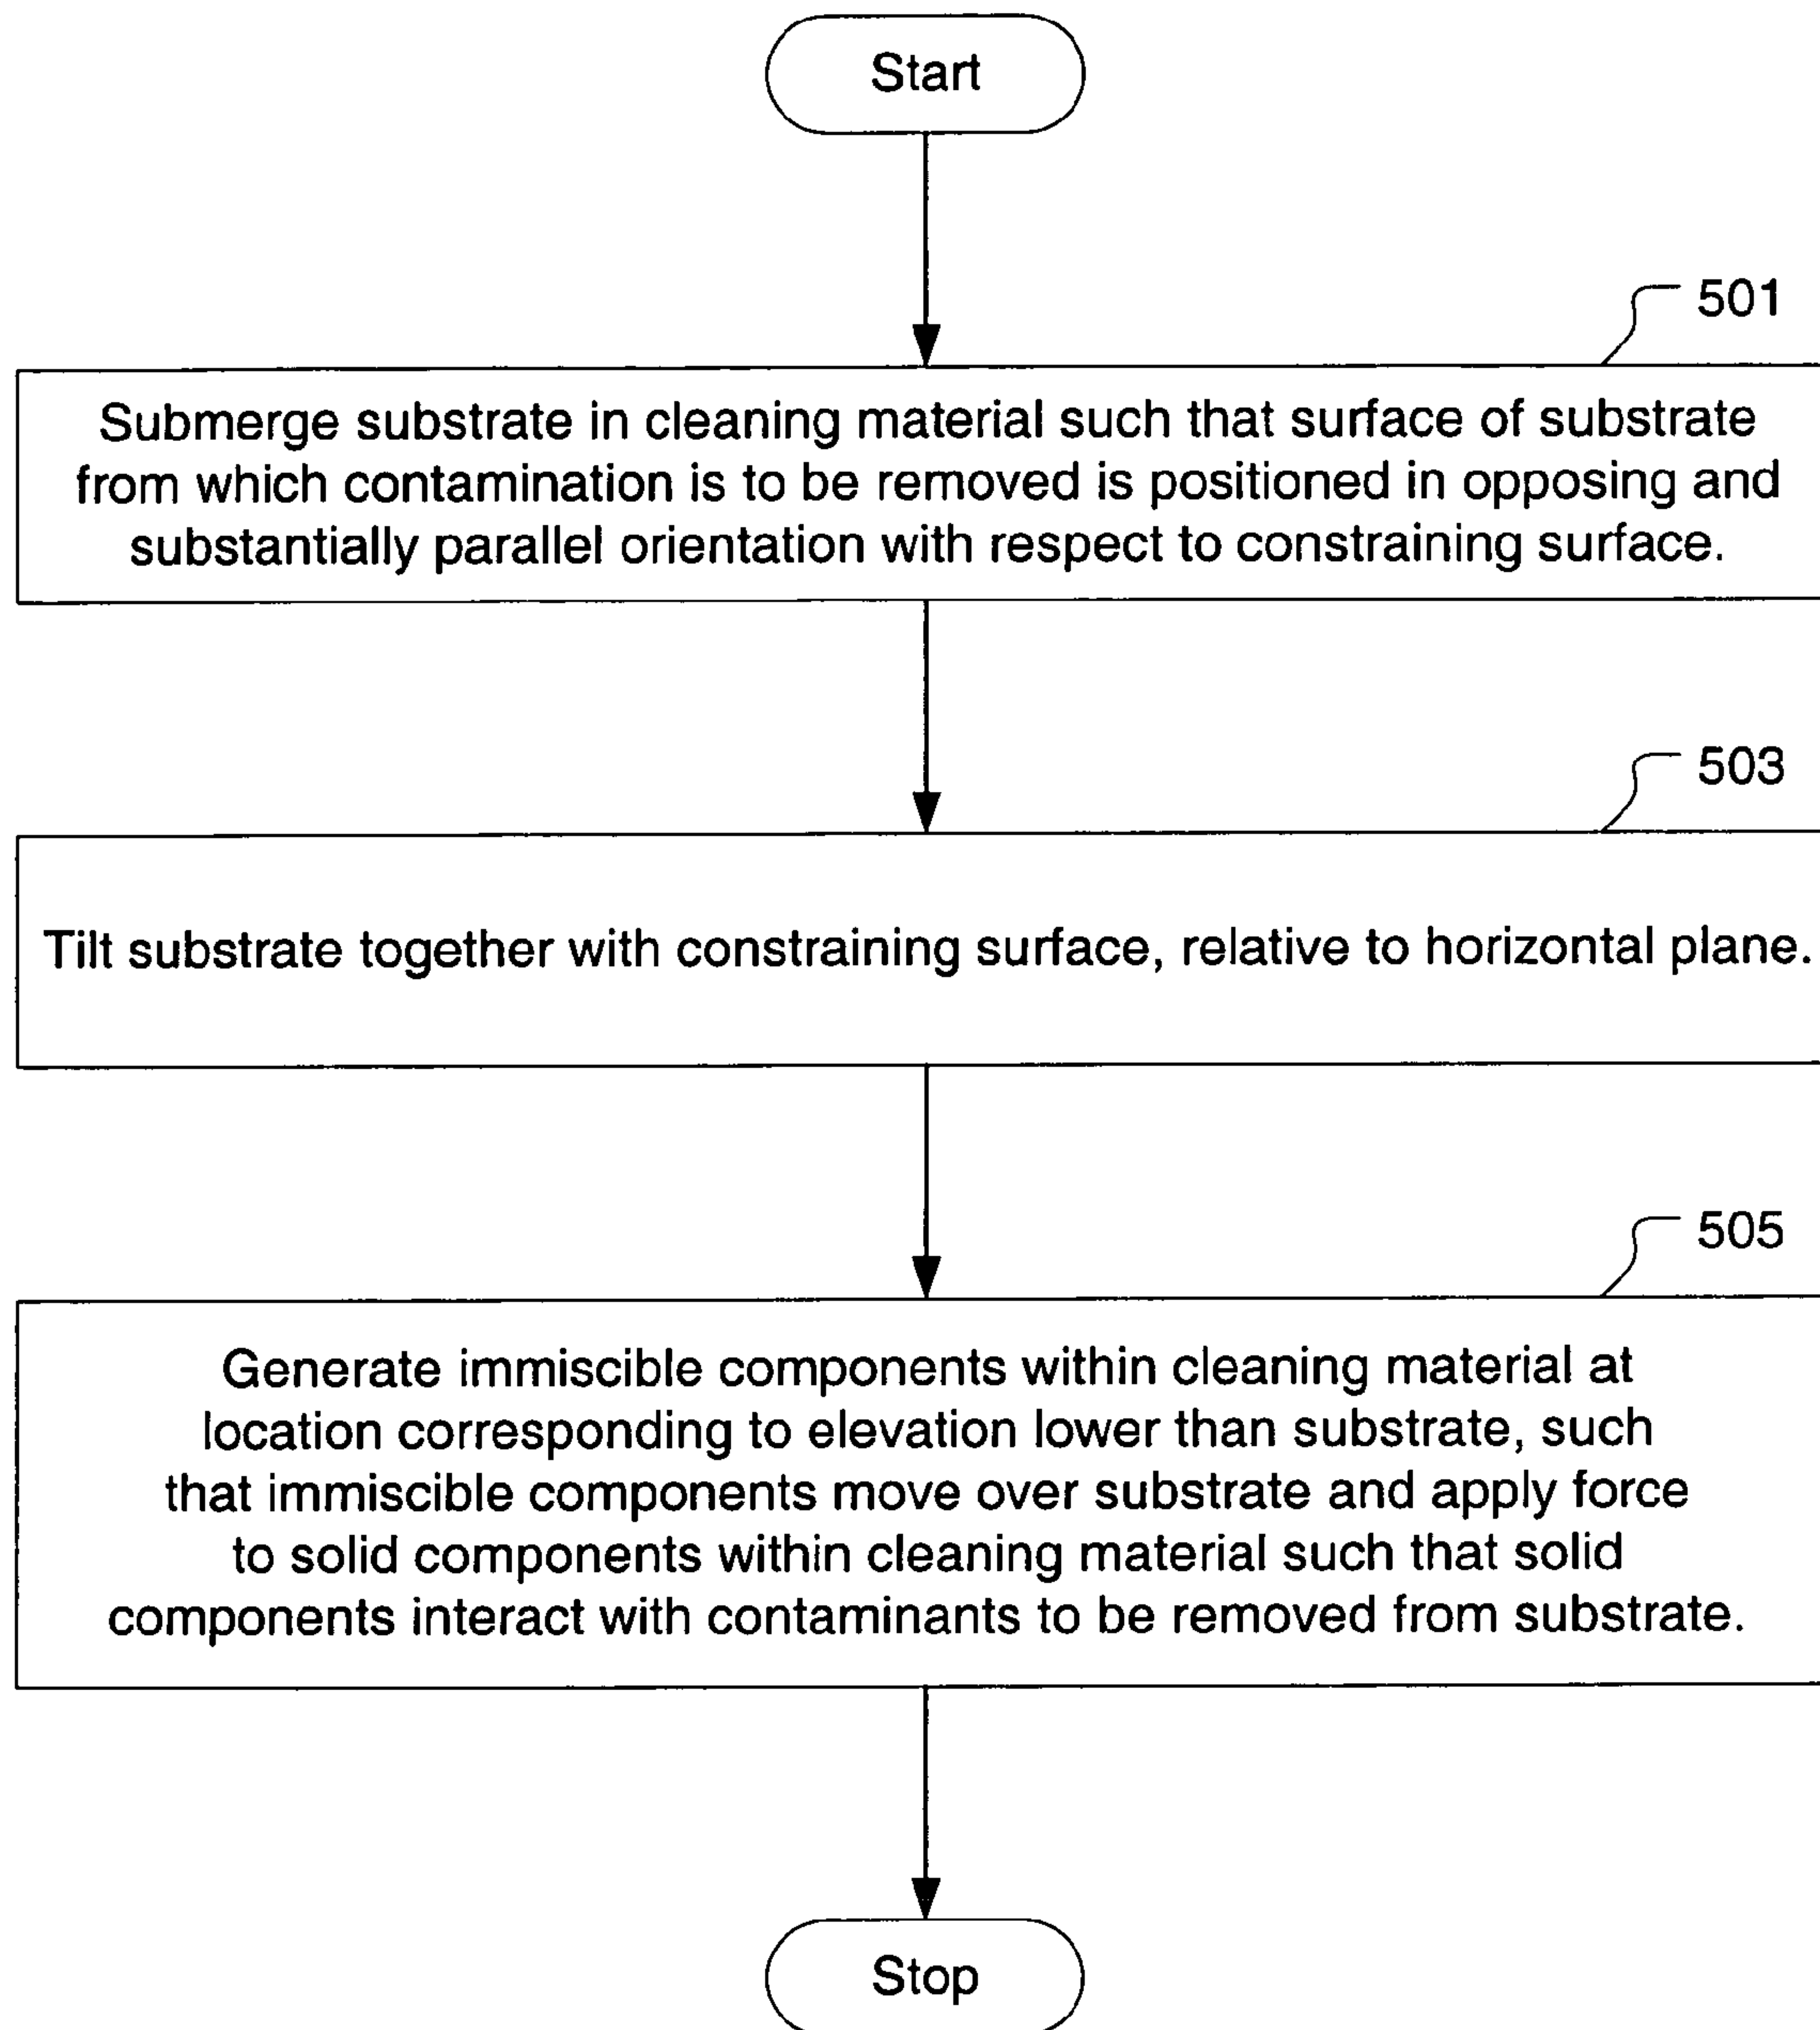 Start
501
Submerge substrate in cleaning material such that surface of substrate
from which contamination is to be removed is positioned in opposing and
substantially parallel orientation with respect to constraining surface.
503
Tilt substrate together with constraining surface, relative to horizontal plane.
505
Generate immiscible components within cleaning material at
location corresponding to elevation lower than substrate, such
that immiscible components move over substrate and apply force
to solid components within cleaning material such that solid
components interact with contaminants to be removed from substrate.
Stop